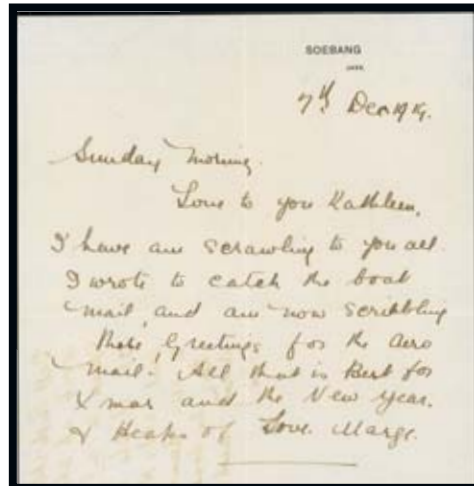 SOEBANG
JAVA
7th Dec 1919.
Sunday Morning.
Love to you Kathleen,
I have am scrawling to you all
I wrote to catch the boat
mail, and am now scribbling
these Greetings for the aero
mail. All that is Best for
Xmas and the New Year.
& Heaps of Love. Marge.